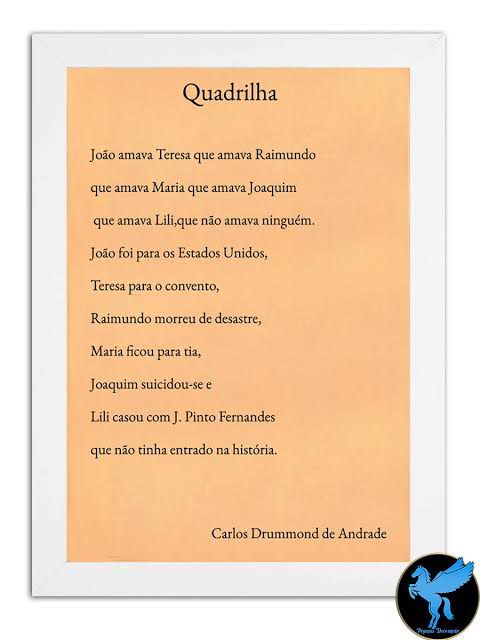 Quadrilha
João amava Teresa que amava Raimundo
que amava Maria que amava Joaquim
que amava Lili,que não amava ninguém.
João foi para os Estados Unidos,
Teresa para o convento,
Raimundo morreu de desastre,
Maria ficou para tia,
Joaquim suicidou-se e
Lili casou com J. Pinto Fernandes
que não tinha entrado na história.
Carlos Drummond de Andrade